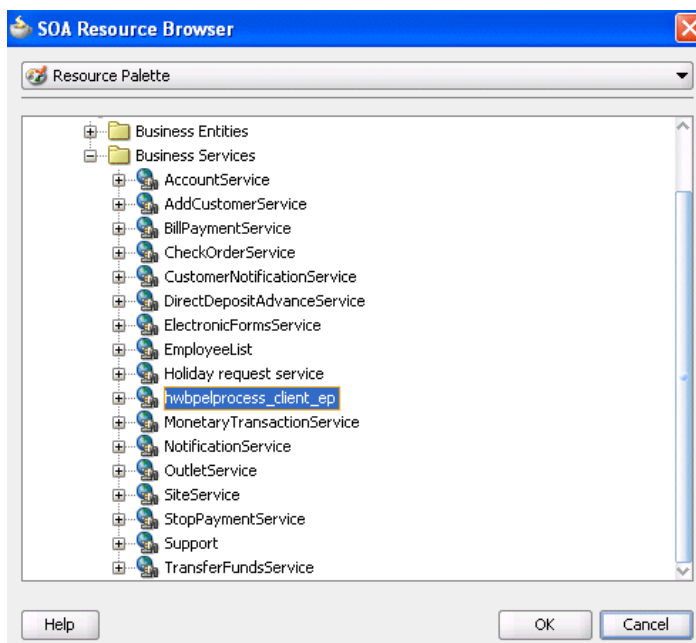 SOA Resource Browser
Resource Palette
Business Entities
Business Services
AccountService
AddCustomerService
BillPaymentService
CheckOrderService
CustomerNotificationService
DirectDepositAdvanceService
ElectronicFormsService
EmployeeList
Holiday request service
hwbpelprocess_client_ep
MonetaryTransactionService
NotificationService
OutletService
SiteService
StopPaymentService
Support
TransferFundsService
Help OK Cancel